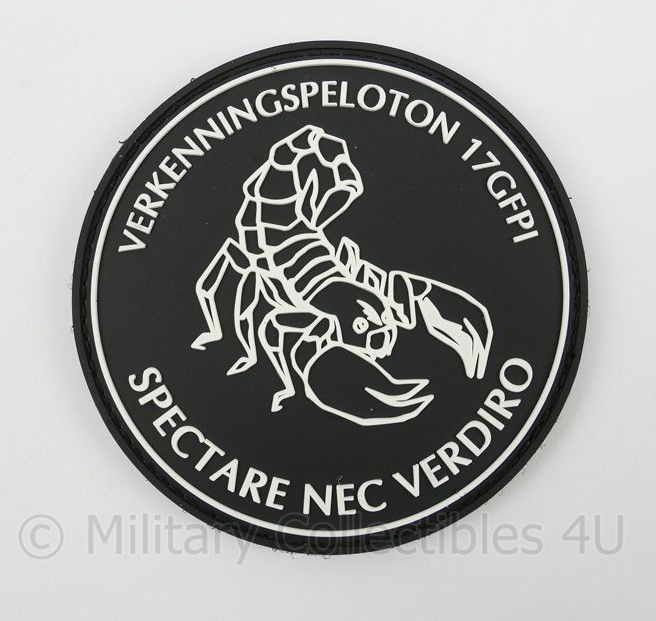 VERKENNINGSPELOTON 17GFPI
SPECTARE NEC VERDIRO
© Military Collectibles 4U